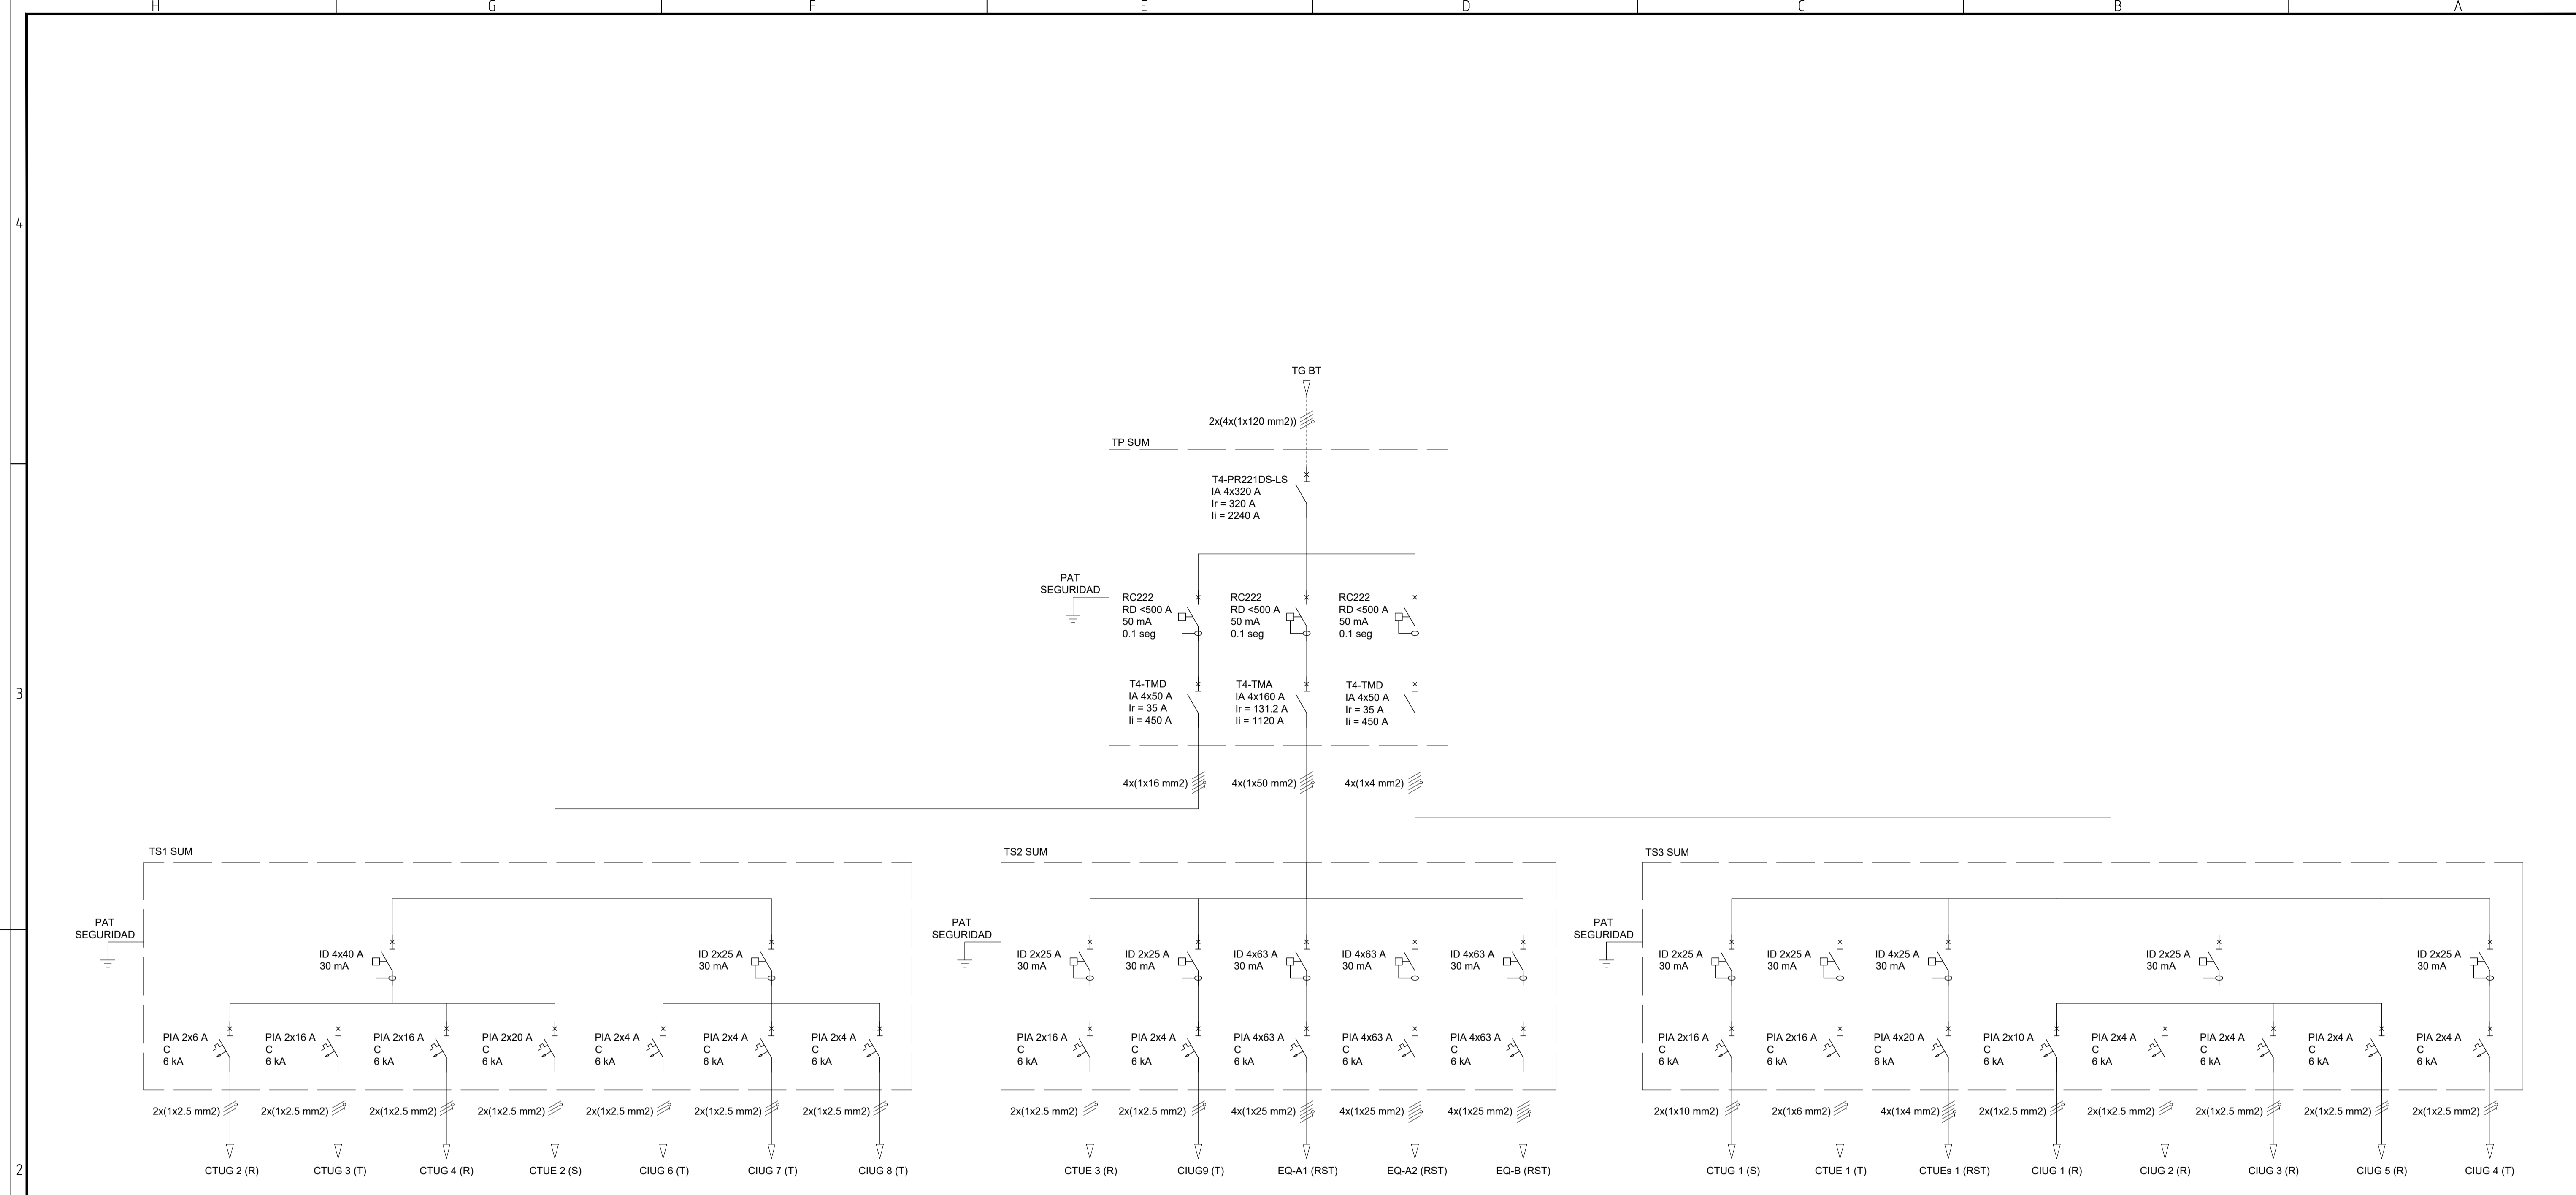 H G F E D C B A
4
TG BT
2x(4x(1x120 mm2))
TP SUM
T4-PR221DS-LS
IA 4x320 A
Ir = 320 A
Ii = 2240 A
PAT
SEGURIDAD
RC222
RD <500 A
50 mA
0.1 seg
RC222
RD <500 A
50 mA
0.1 seg
RC222
RD <500 A
50 mA
0.1 seg
3
T4-TMD
IA 4x50 A
Ir = 35 A
Ii = 450 A
T4-TMA
IA 4x160 A
Ir = 131.2 A
Ii = 1120 A
T4-TMD
IA 4x50 A
Ir = 35 A
Ii = 450 A
4x(1x16 mm2)
4x(1x50 mm2)
4x(1x4 mm2)
TS1 SUM
PAT
SEGURIDAD
ID 4x40 A
30 mA
ID 2x25 A
30 mA
PIA 2x6 A
C
6 kA
PIA 2x16 A
C
6 kA
PIA 2x16 A
C
6 kA
PIA 2x20 A
C
6 kA
PIA 2x4 A
C
6 kA
PIA 2x4 A
C
6 kA
PIA 2x4 A
C
6 kA
2x(1x2.5 mm2)
2x(1x2.5 mm2)
2x(1x2.5 mm2)
2x(1x2.5 mm2)
2x(1x2.5 mm2)
2x(1x2.5 mm2)
2x(1x2.5 mm2)
CTUG 2 (R)
CTUG 3 (T)
CTUG 4 (R)
CTUE 2 (S)
CIUG 6 (T)
CIUG 7 (T)
CIUG 8 (T)
TS2 SUM
PAT
SEGURIDAD
ID 2x25 A
30 mA
ID 2x25 A
30 mA
ID 4x63 A
30 mA
ID 4x63 A
30 mA
ID 4x63 A
30 mA
PIA 2x16 A
C
6 kA
PIA 2x4 A
C
6 kA
PIA 4x63 A
C
6 kA
PIA 4x63 A
C
6 kA
PIA 4x63 A
C
6 kA
2x(1x2.5 mm2)
2x(1x2.5 mm2)
4x(1x25 mm2)
4x(1x25 mm2)
4x(1x25 mm2)
CTUE 3 (R)
CIUG9 (T)
EQ-A1 (RST)
EQ-A2 (RST)
EQ-B (RST)
TS3 SUM
PAT
SEGURIDAD
ID 2x25 A
30 mA
ID 2x25 A
30 mA
ID 4x25 A
30 mA
ID 2x25 A
30 mA
ID 2x25 A
30 mA
PIA 2x16 A
C
6 kA
PIA 2x16 A
C
6 kA
PIA 4x20 A
C
6 kA
PIA 2x10 A
C
6 kA
PIA 2x4 A
C
6 kA
PIA 2x4 A
C
6 kA
PIA 2x4 A
C
6 kA
PIA 2x4 A
C
6 kA
2x(1x10 mm2)
2x(1x6 mm2)
4x(1x4 mm2)
2x(1x2.5 mm2)
2x(1x2.5 mm2)
2x(1x2.5 mm2)
2x(1x2.5 mm2)
2x(1x2.5 mm2)
CTUG 1 (S)
CTUE 1 (T)
CTUEs 1 (RST)
CIUG 1 (R)
CIUG 2 (R)
CIUG 3 (R)
CIUG 5 (R)
CIUG 4 (T)
2